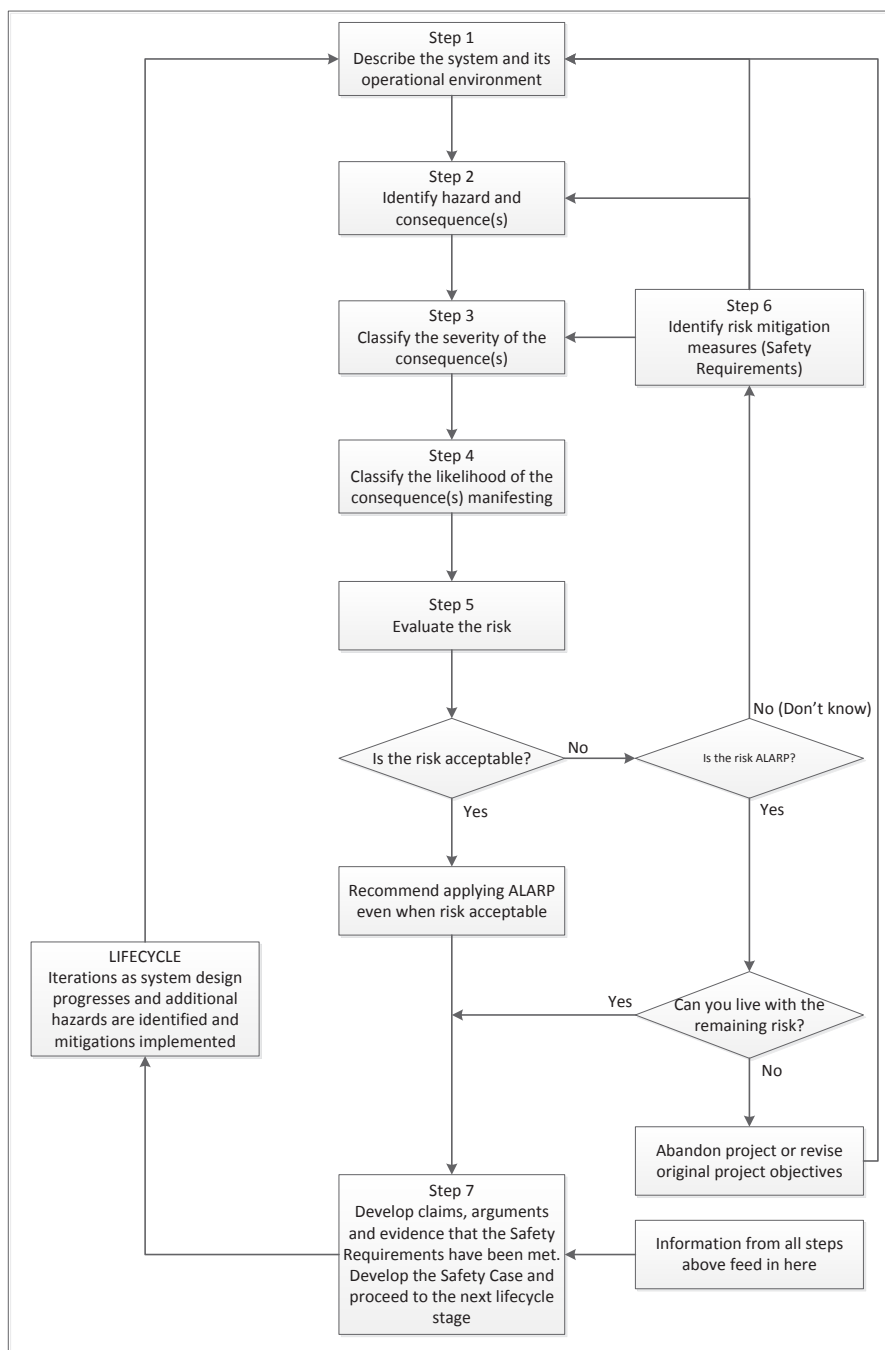 Step 1
Describe the system and its
operational environment
Step 2
Identify hazard and
consequence(s)
Step 3
Classify the severity of the
consequence(s)
Step 6
Identify risk mitigation
measures (Safety
Requirements)
Step 4
Classify the likelihood of the
consequence(s) manifesting
Step 5
Evaluate the risk
No (Don’t know)
Is the risk acceptable?
No
Is the risk ALARP?
Yes
Yes
Recommend applying ALARP
even when risk acceptable
LIFECYCLE
Iterations as system design
progresses and additional
hazards are identified and
mitigations implemented
Yes
Can you live with the
remaining risk?
No
Abandon project or revise
original project objectives
Step 7
Develop claims, arguments
and evidence that the Safety
Requirements have been met.
Develop the Safety Case and
proceed to the next lifecycle
stage
Information from all steps
above feed in here